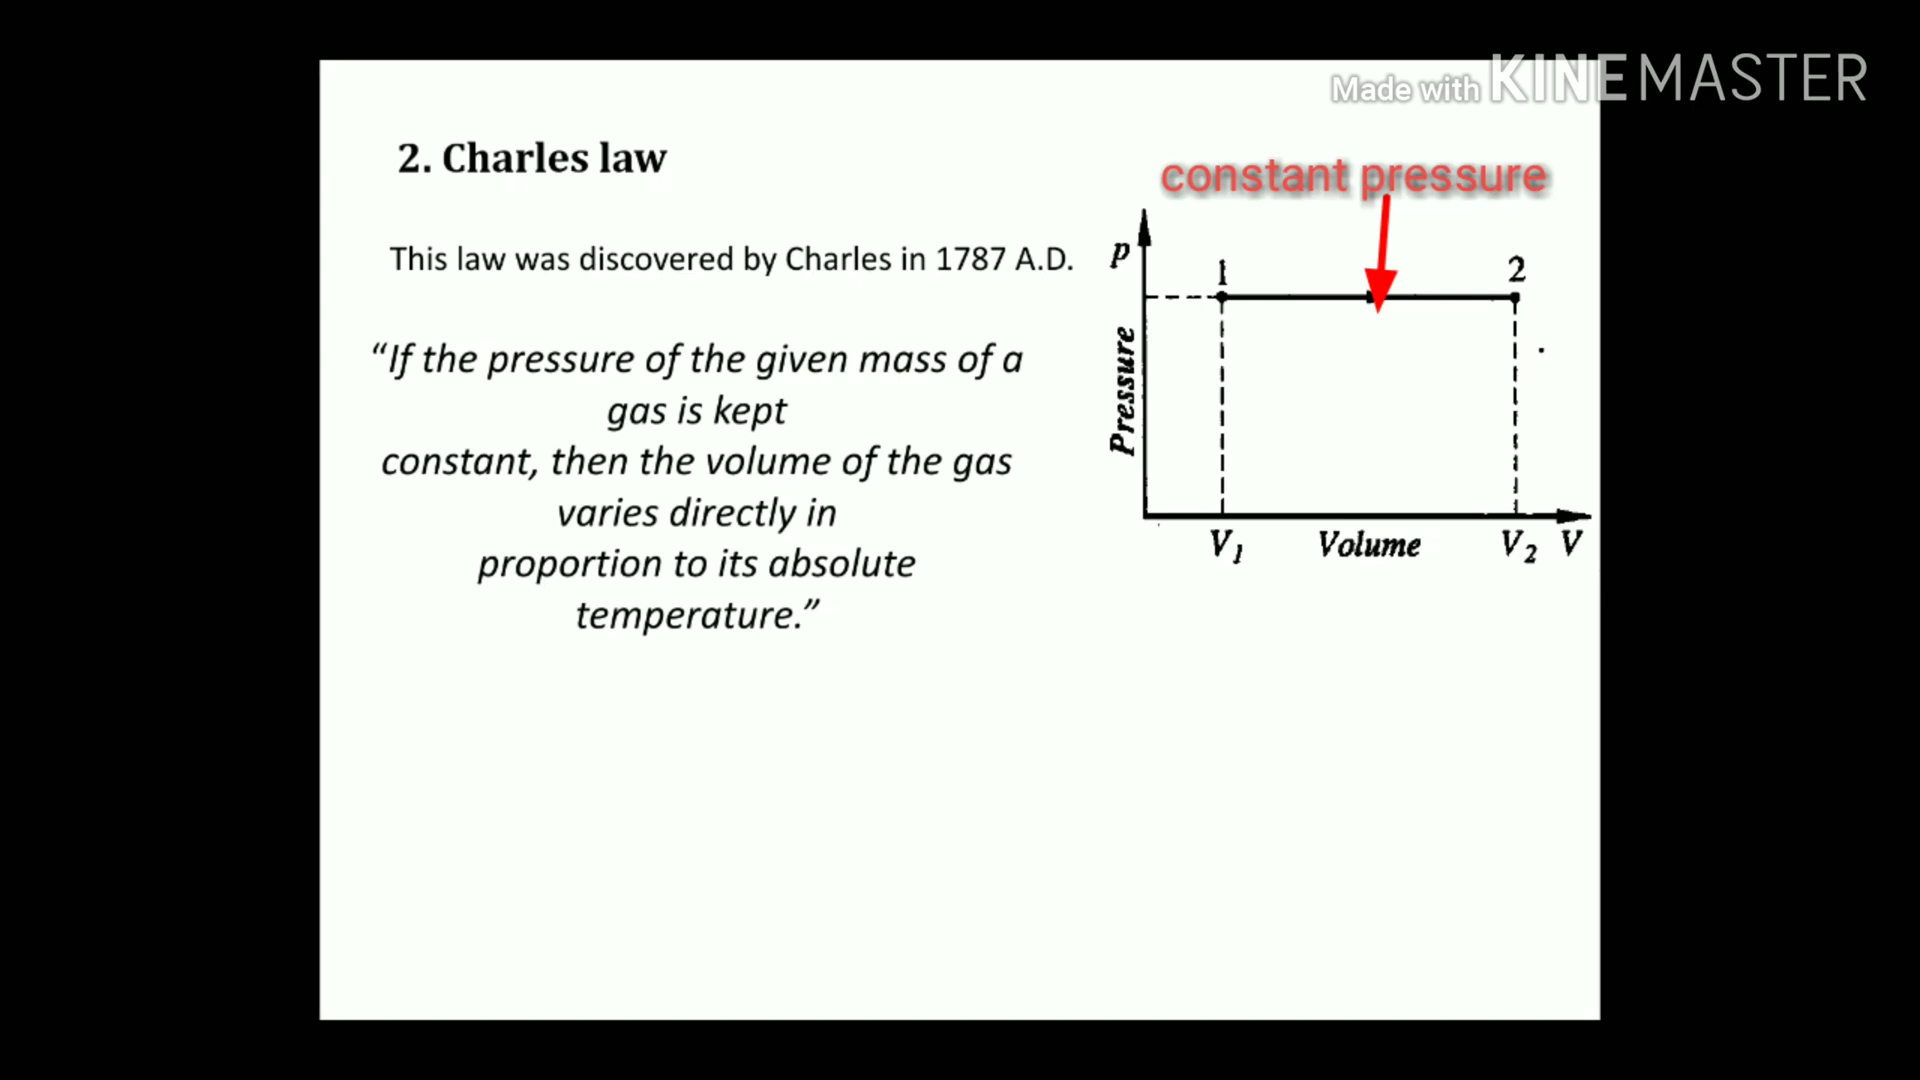 Made with KINEMASTER
2. Charles law
constant pressure
This law was discovered by Charles in 1787 A.D.
“If the pressure of the given mass of a
gas is kept
constant, then the volume of the gas
varies directly in
proportion to its absolute
temperature.”
p
1
2
Pressure
V1
Volume
V2
V